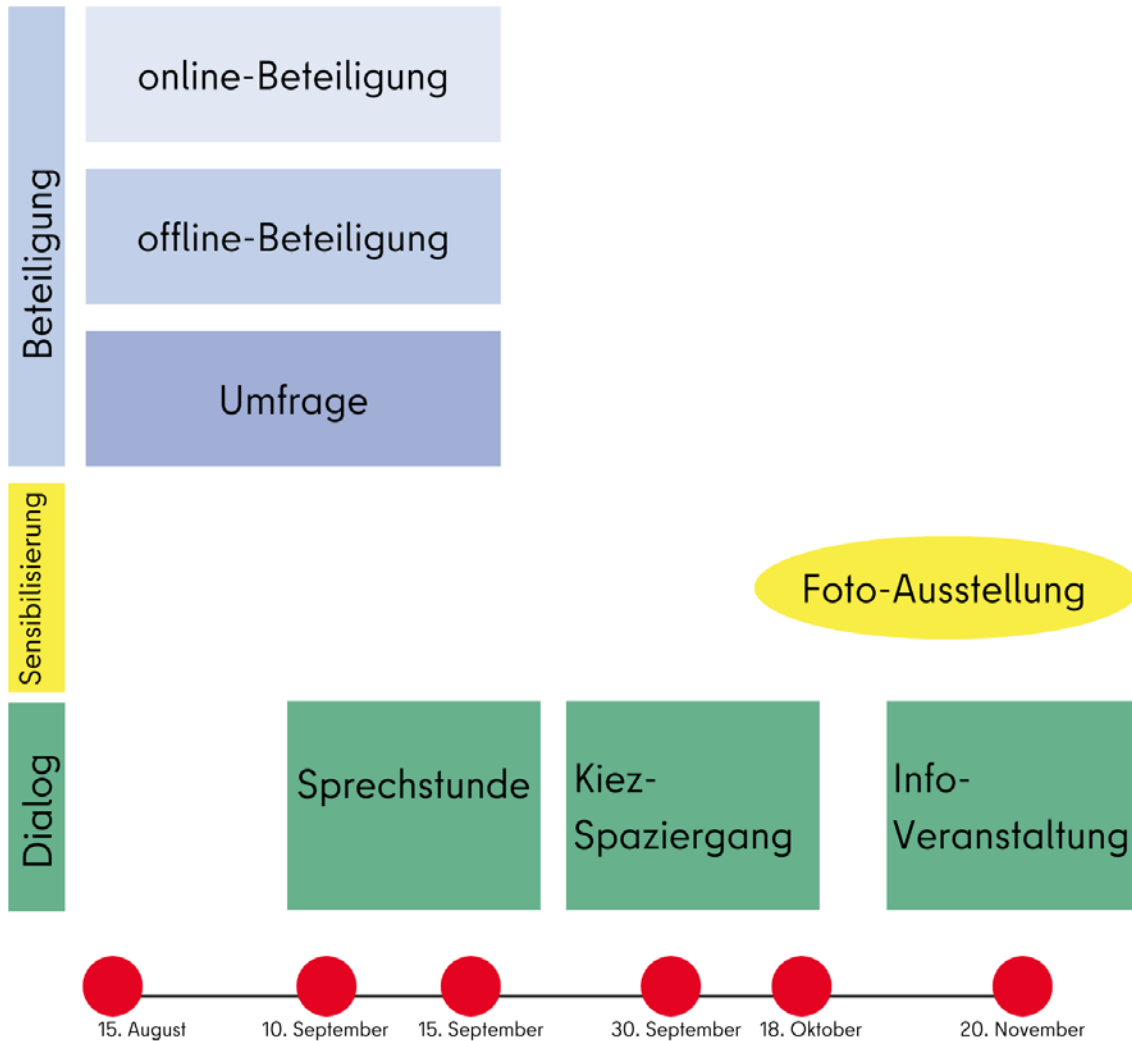 Beteiligung
online-Beteiligung
offline-Beteiligung
Umfrage
Sensibilisierung
Foto-Ausstellung
Dialog
Sprechstunde
Kiez-
Spaziergang
Info-
Veranstaltung
15. August
10. September
15. September
30. September
18. Oktober
20. November